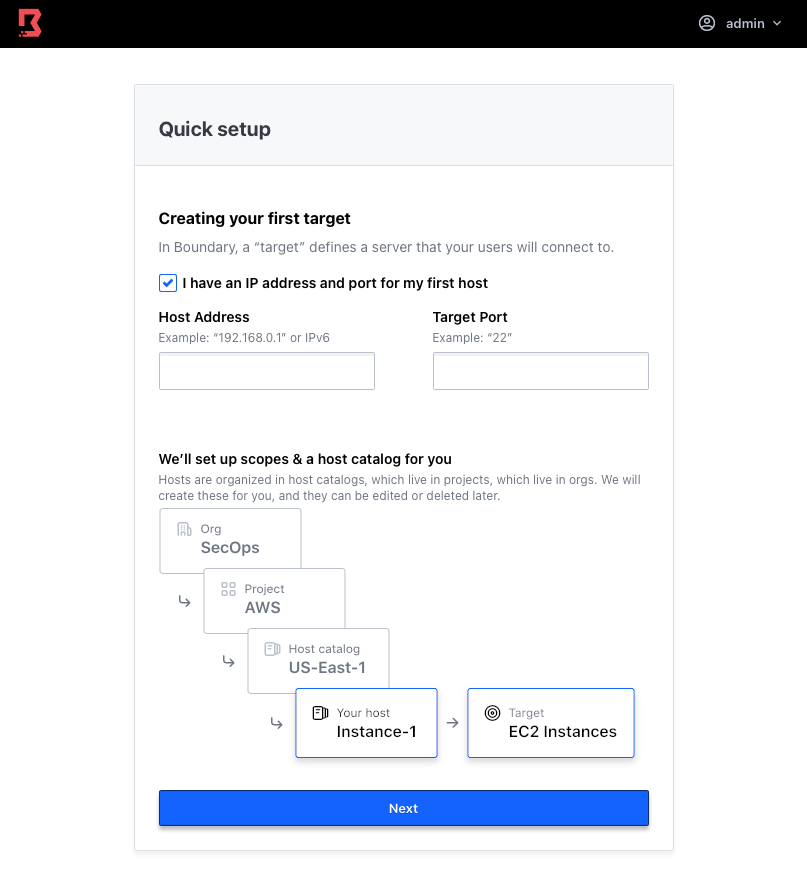 admin
Quick setup
Creating your first target
In Boundary, a “target” defines a server that your users will connect to.
I have an IP address and port for my first host
Host Address
Example: “192.168.0.1” or IPv6
Target Port
Example: “22”
We’ll set up scopes & a host catalog for you
Hosts are organized in host catalogs, which live in projects, which live in orgs. We will
create these for you, and they can be edited or deleted later.
Org
SecOps
Project
AWS
Host catalog
US-East-1
Your host
Instance-1
Target
EC2 Instances
Next